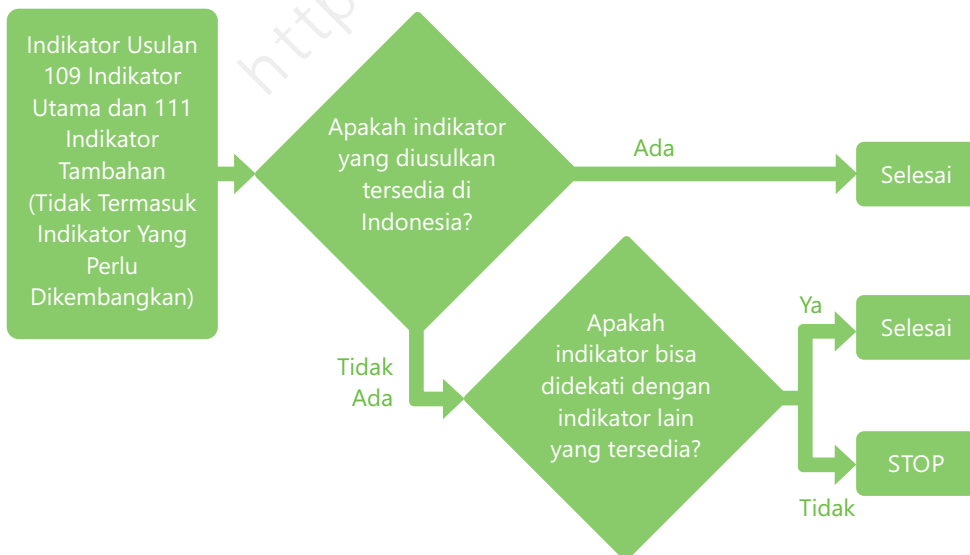 Indikator Usulan
109 Indikator
Utama dan 111
Indikator
Tambahan
(Tidak Termasuk
Indikator Yang
Perlu
Dikembangkan)
http
Apakah indikator
yang diusulkan
tersedia di
Indonesia?
Ada
Selesai
Tidak
Ada
Apakah
indikator bisa
didekati dengan
indikator lain
yang tersedia?
Ya
Selesai
Tidak
STOP